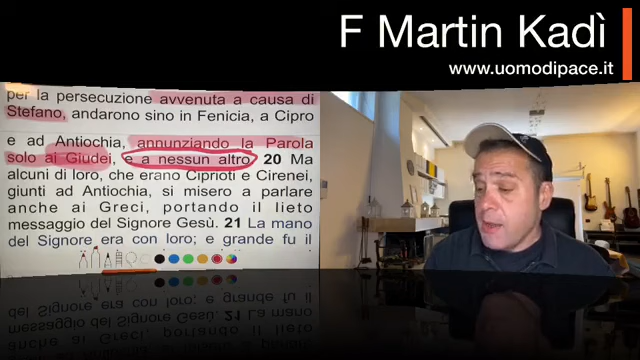 F Martin Kadì
www.uomodipace.it
per la persecuzione avvenuta a causa di
Stefano, andarono sino in Fenicia, a Cipro
e ad Antiochia, annunziando la Parola
solo ai Giudei, e a nessun altro 20 Ma
alcuni di loro, che erano Ciprioti e Cirenei,
giunti ad Antiochia, si misero a parlare
anche ai Greci, portando il lieto
messaggio del Signore Gesù. 21 La mano
del Signore era con loro; e grande fu il